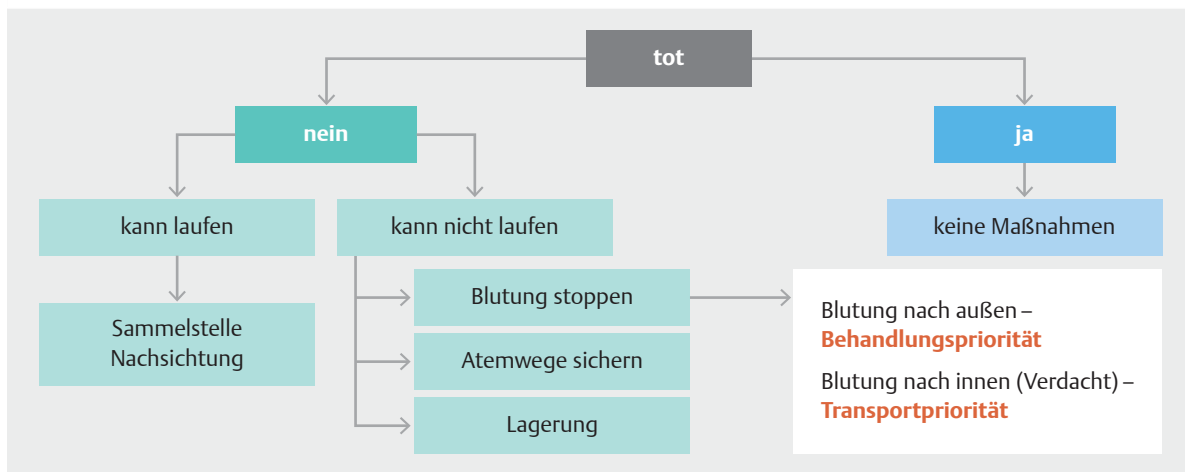 tot
nein
ja
kann laufen
kann nicht laufen
keine Maßnahmen
Sammelstelle
Nachsichtung
Blutung stoppen
Atemwege sichern
Lagerung
Blutung nach außen –
Behandlungspriorität
Blutung nach innen (Verdacht) –
Transportpriorität